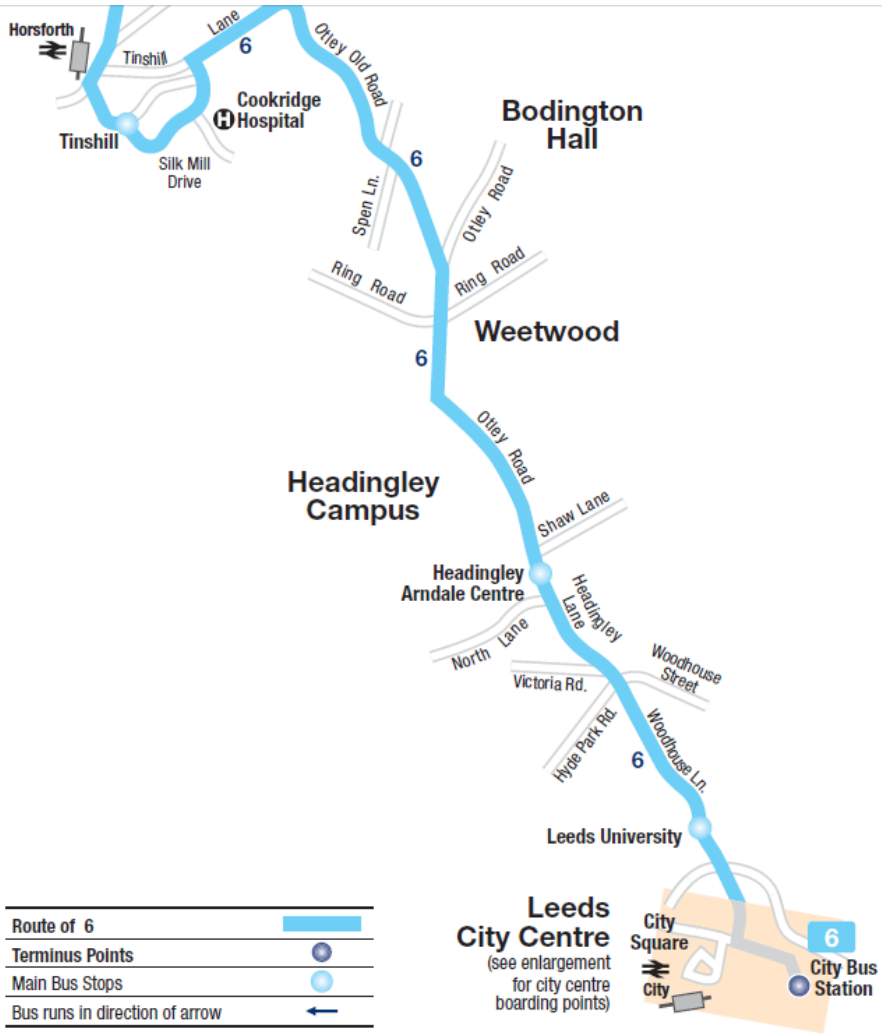 Horsforth
Lane
Tinshill
6
Otley Old Road
Cookridge
H Hospital
Tinshill
Silk Mill
Drive
Bodington
Hall
6
Spen Ln.
Otley Road
Ring Road
Ring Road
Weetwood
6
Otley Road
Headingley
Campus
Shaw Lane
Headingley
Arndale Centre
Headingley
Lane
North Lane
Woodhouse
Street
Victoria Rd.
Hyde Park Rd.
Woodhouse Ln.
6
Leeds University
Leeds
City Centre
(see enlargement
for city centre
boarding points)
City
Square
City
6
City Bus
Station
Route of 6
Terminus Points
Main Bus Stops
Bus runs in direction of arrow